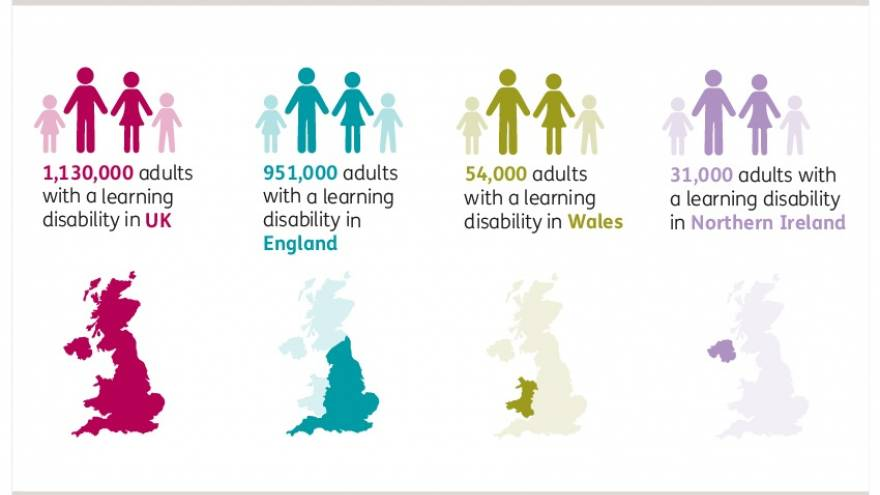 1,130,000 adults
with a learning
disability in UK
951,000 adults
with a learning
disability in
England
54,000 adults
with a learning
disability in Wales
31,000 adults with
a learning disability
in Northern Ireland